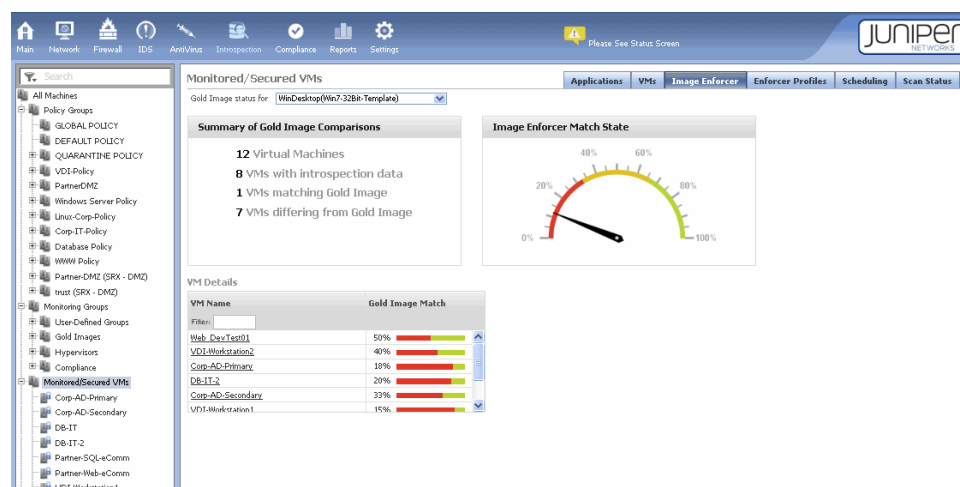 Main Network Firewall IDS AntiVirus Introspection Compliance Reports Settings
Please See Status Screen
JUNIPER
NETWORKS
Search
All Machines
Policy Groups
GLOBAL POLICY
DEFAULT POLICY
QUARANTINE POLICY
VDI-Policy
PartnerDMZ
Windows Server Policy
Linux-Corp-Policy
Corp-IT-Policy
Database Policy
WWW Policy
Partner-DMZ (SRX - DMZ)
trust (SRX - DMZ)
Monitoring Groups
User-Defined Groups
Gold Images
Hypervisors
Compliance
Monitored/Secured VMs
Corp-AD-Primary
Corp-AD-Secondary
DB-IT
DB-IT-2
Partner-SQL-eComm
Partner-Web-eComm
VDI-Workstation1
Monitored/Secured VMs
Applications VMs Image Enforcer Enforcer Profiles Scheduling Scan Status
Gold Image status for WinDesktop(Win7-32Bit-Template)
Summary of Gold Image Comparisons
12 Virtual Machines
8 VMs with introspection data
1 VMs matching Gold Image
7 VMs differing from Gold Image
Image Enforcer Match State
40% 60%
20% 80%
0% 100%
VM Details
VM Name Gold Image Match
Filter:
Web_DevTest01 50%
VDI-Workstation2 40%
Corp-AD-Primary 18%
DB-IT-2 20%
Corp-AD-Secondary 33%
VDI-Workstation1 15%